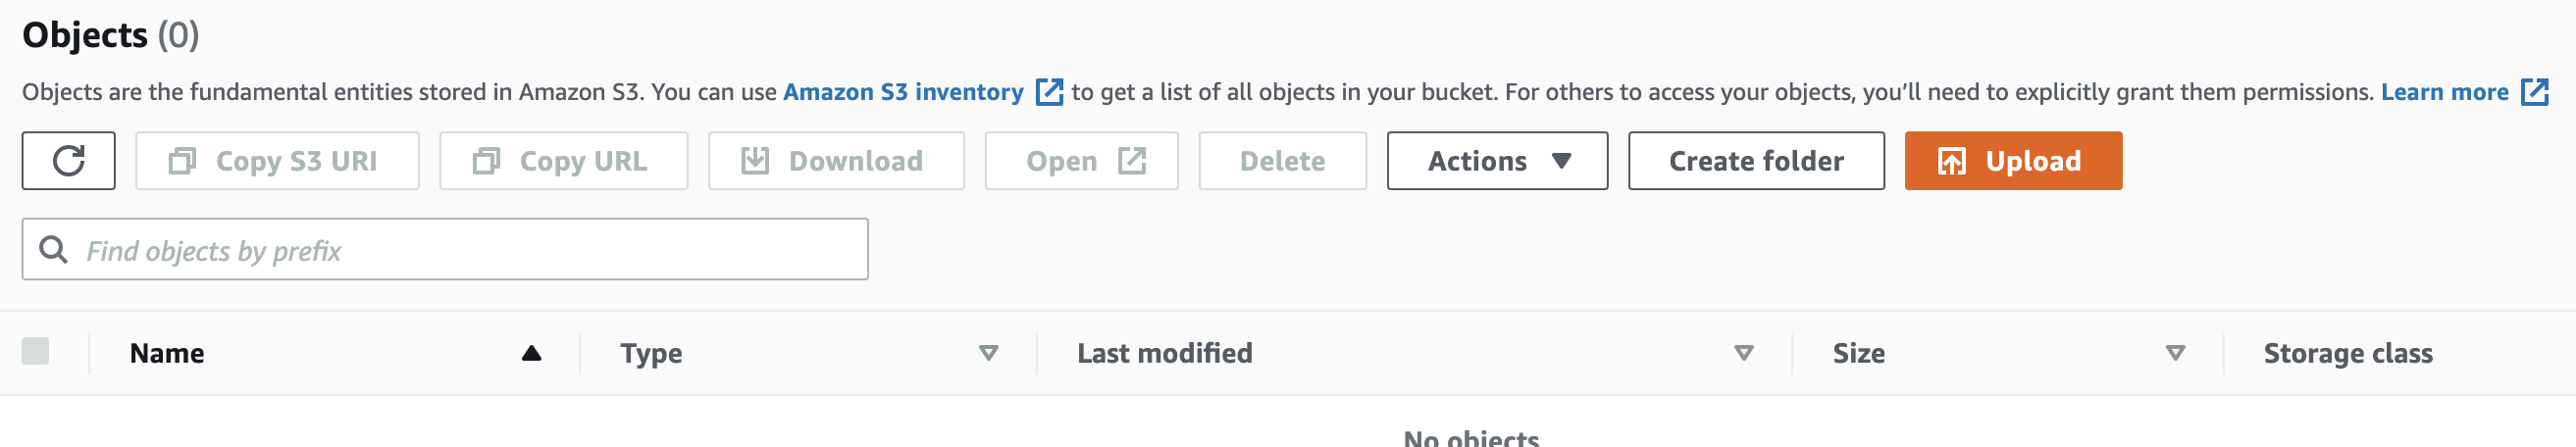 Objects (0)
Objects are the fundamental entities stored in Amazon S3. You can use Amazon S3 inventory to get a list of all objects in your bucket. For others to access your objects, you’ll need to explicitly grant them permissions. Learn more
Copy S3 URI Copy URL Download Open Delete Actions Create folder Upload
Find objects by prefix
Name Type Last modified Size Storage class
No objects